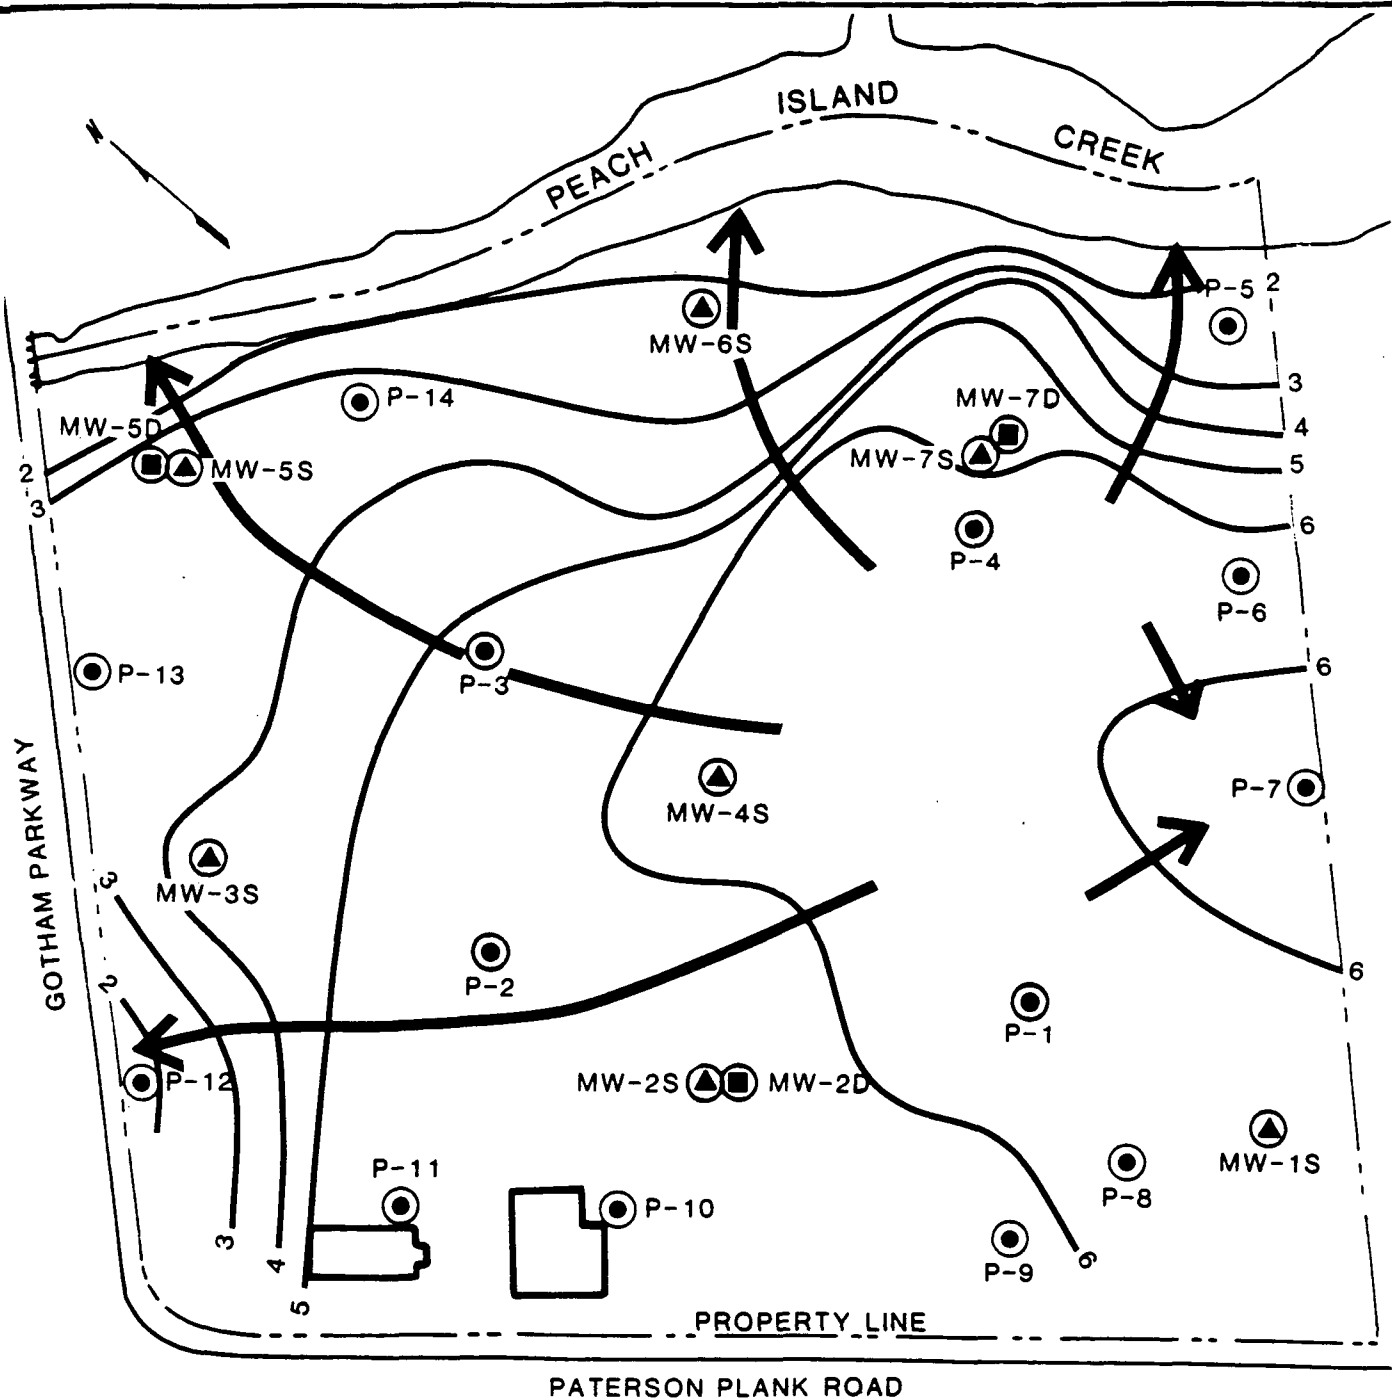 ISLAND
PEACH
CREEK
N
P-5
2
MW-6S
3
MW-7D
P-14
4
MW-5D
MW-7S
5
MW-5S
2
3
6
P-4
P-6
P-13
P-3
6
GOTHAM PARKWAY
P-7
MW-4S
3
MW-3S
2
P-2
6
P-1
P-12
MW-2S
MW-2D
MW-1S
P-11
P-8
P-10
3
4
6
P-9
5
PROPERTY LINE
PATERSON PLANK ROAD